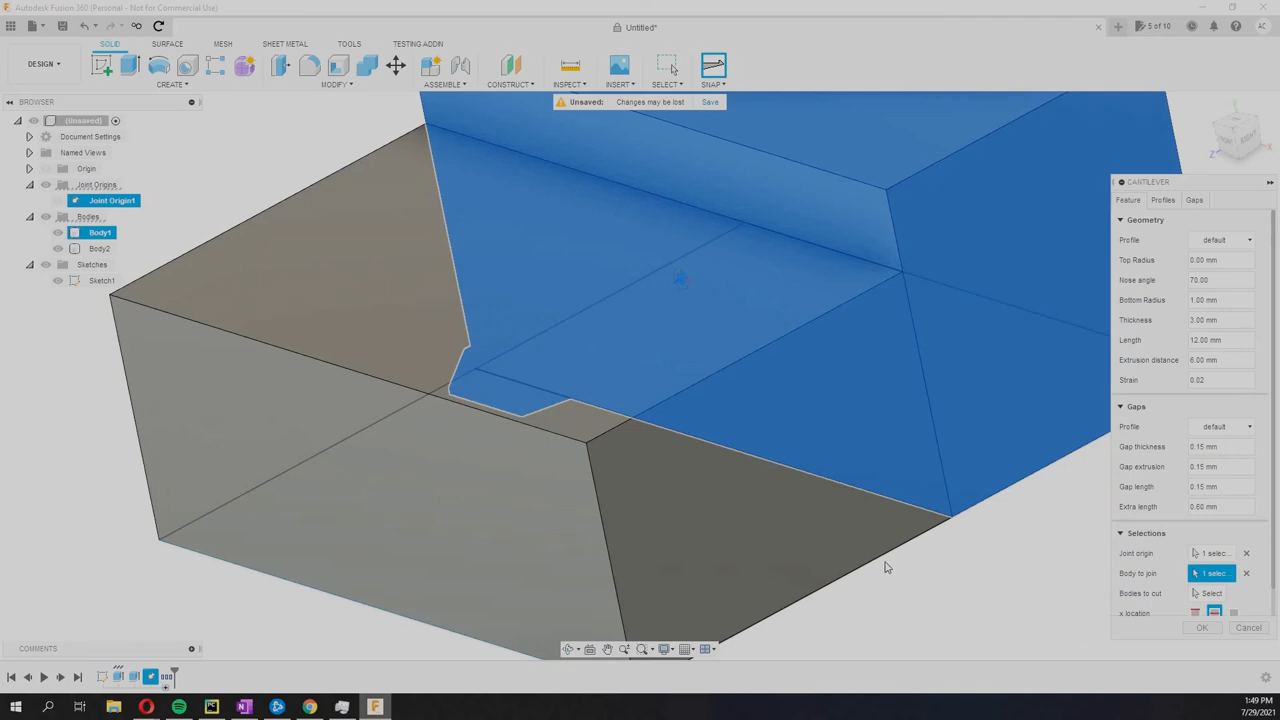 Autodesk Fusion 360 (Personal - Not for Commercial Use)
Untitled*
5 of 10
AC
SOLID SURFACE MESH SHEET METAL TOOLS TESTING ADDIN
DESIGN
CREATE MODIFY ASSEMBLE CONSTRUCT INSPECT INSERT SELECT SNAP
BROWSER
Unsaved: Changes may be lost Save
(Unsaved)
Document Settings
Named Views
Origin
Joint Origins
Joint Origin1
Bodies
Body1
Body2
Sketches
Sketch1
RIGHT
Z
X
CANTILEVER
Feature Profiles Gaps
Geometry
Profile default
Top Radius 0.00 mm
Nose angle 70.00
Bottom Radius 1.00 mm
Thickness 3.00 mm
Length 12.00 mm
Extrusion distance 6.00 mm
Strain 0.02
Gaps
Profile default
Gap thickness 0.15 mm
Gap extrusion 0.15 mm
Gap length 0.15 mm
Extra length 0.60 mm
Selections
Joint origin 1 selec...
Body to join 1 selec...
Bodies to cut Select
x location
OK Cancel
COMMENTS
1:49 PM
7/29/2021